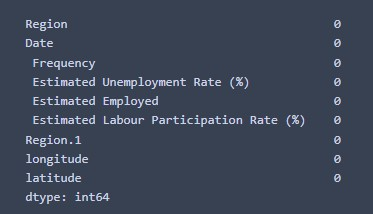 Region 0
Date 0
 Frequency 0
 Estimated Unemployment Rate (%) 0
 Estimated Employed 0
 Estimated Labour Participation Rate (%) 0
Region.1 0
longitude 0
latitude 0
dtype: int64